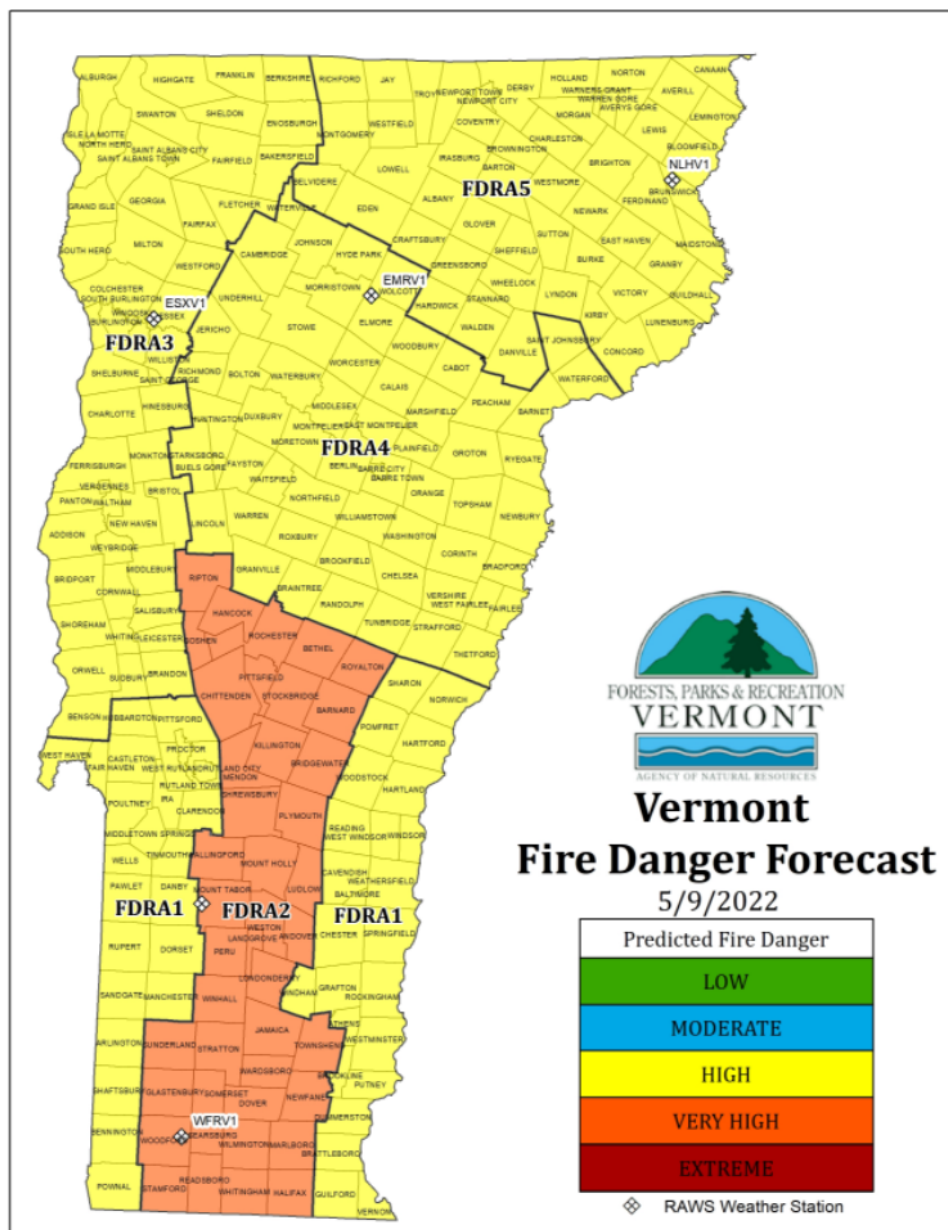 ALBURGH
HIGHGATE
FRANKLIN
BERKSHIRE
RICHFORD
JAY
TROY
NEWPORT TOWN
NEWPORT CITY
DERBY
HOLLAND
NORTON
CANAAN
WARNERS GRANT
WARREN GORE
AVERYS GORE
AVERILL
LEMINGTON
MORGAN
LEWIS
BLOOMFIELD
SWANTON
SHELDON
ENOSBURGH
MONTGOMERY
WESTFIELD
COVENTRY
CHARLESTON
BROWNINGTON
ISLE LA MOTTE
NORTH HERO
SAINT ALBANS CITY
SAINT ALBANS TOWN
FAIRFIELD
BAKERSFIELD
LOWELL
IRASBURG
BARTON
BRIGHTON
NLHV1
BRUNSWICK
FERDINAND
BELVIDERE
FDRA5
WESTMORE
GRAND ISLE
GEORGIA
FLETCHER
WATERVILLE
EDEN
ALBANY
GLOVER
NEWARK
FAIRFAX
SOUTH HERO
MILTON
JOHNSON
HYDE PARK
CRAFTSBURY
SUTTON
EAST HAVEN
MAIDSTONE
WESTFORD
CAMBRIDGE
GREENSBORO
SHEFFIELD
BURKE
GRANBY
COLCHESTER
SOUTH BURLINGTON
ESXV1
UNDERHILL
MORRISTOWN
EMRV1
WOLCOTT
HARDWICK
STANNARD
WHEELOCK
LYNDON
VICTORY
GUILDHALL
BURLINGTON
ESSEX
JERICHO
STOWE
ELMORE
WALDEN
KIRBY
LUNENBURG
FDRA3
WOODBURY
DANVILLE
SAINT JOHNSBURY
CONCORD
WILLISTON
SHELBURNE
SAINT GEORGE
RICHMOND
BOLTON
WATERBURY
WORCESTER
CABOT
WATERFORD
CALAIS
PEACHAM
BARNET
CHARLOTTE
HINESBURG
HUNTINGTON
DUXBURY
MIDDLESEX
MARSHFIELD
MONTPELIER
EAST MONTPELIER
MORETOWN
FDRA4
PLAINFIELD
GROTON
RYEGATE
FERRISBURGH
MONKTON
STARKSBORO
BUELS GORE
FAYSTON
BERLIN
BARRE CITY
BARRE TOWN
VERGENNES
WAITSFIELD
PANTON
WALTHAM
BRISTOL
NORTHFIELD
ORANGE
TOPSHAM
NEWBURY
NEW HAVEN
LINCOLN
WARREN
WILLIAMSTOWN
ADDISON
WEYBRIDGE
ROXBURY
WASHINGTON
CORINTH
BRIDPORT
MIDDLEBURY
RIPTON
GRANVILLE
BROOKFIELD
CHELSEA
BRADFORD
CORNWALL
BRAINTREE
VERSHIRE
WEST FAIRLEE
FAIRLEE
SHOREHAM
SALISBURY
HANCOCK
RANDOLPH
WHITING
LEICESTER
GOSHEN
ROCHESTER
TUNBRIDGE
STRAFFORD
BETHEL
THETFORD
ORWELL
SUDBURY
BRANDON
PITTSFIELD
ROYALTON
SHARON
CHITTENDEN
STOCKBRIDGE
NORWICH
BENSON
HUBBARDTON
PITTSFORD
BARNARD
POMFRET
WEST HAVEN
PROCTOR
KILLINGTON
HARTFORD
CASTLETON
FAIR HAVEN
WEST RUTLAND
RUTLAND CITY
MENDON
BRIDGEWATER
WOODSTOCK
RUTLAND TOWN
POULTNEY
IRA
SHREWSBURY
HARTLAND
CLARENDON
PLYMOUTH
MIDDLETOWN SPRINGS
READING
WEST WINDSOR
WINDSOR
WELLS
TINMOUTH
WALLINGFORD
MOUNT HOLLY
CAVENDISH
WEATHERSFIELD
PAWLET
DANBY
MOUNT TABOR
LUDLOW
BALTIMORE
FDRA1
FDRA2
FDRA1
WESTON
LANDGROVE
ANDOVER
CHESTER
SPRINGFIELD
RUPERT
DORSET
PERU
LONDONDERRY
SANDGATE
MANCHESTER
WINHALL
WINDHAM
GRAFTON
ROCKINGHAM
ARLINGTON
SUNDERLAND
STRATTON
JAMAICA
TOWNSHEND
ATHENS
WESTMINSTER
WARDSBORO
BROOKLINE
SHAFTSBURY
GLASTENBURY
SOMERSET
DOVER
NEWFANE
PUTNEY
DUMMERSTON
BENNINGTON
WFRV1
WOODFORD
SEARSBURG
WILMINGTON
MARLBORO
BRATTLEBORO
POWNAL
STAMFORD
READSBORO
WHITINGHAM
HALIFAX
GUILFORD
VERNON
FORESTS, PARKS & RECREATION
VERMONT
AGENCY OF NATURAL RESOURCES
Vermont
Fire Danger Forecast
5/9/2022
Predicted Fire Danger
LOW
MODERATE
HIGH
VERY HIGH
EXTREME
RAWS Weather Station